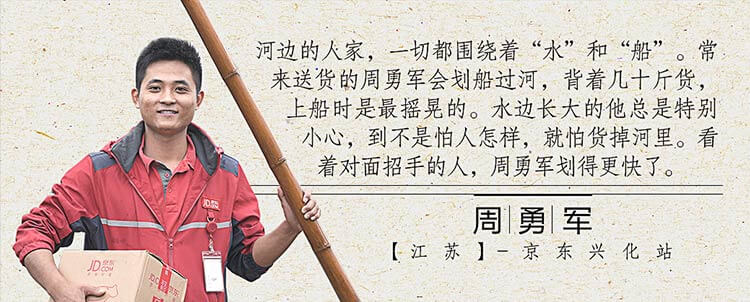 河边的人家，一切都围绕着“水”和“船”。常
来送货的周勇军会划船过河，背着几十斤货，
上船时是最摇晃的。水边长大的他总是特别
小心，到不是怕人怎样，就怕货掉河里。看
着对面招手的人，周勇军划得更快了。
周|勇|军
【江苏】－京东兴化站
JD京东
JD京东
.COM